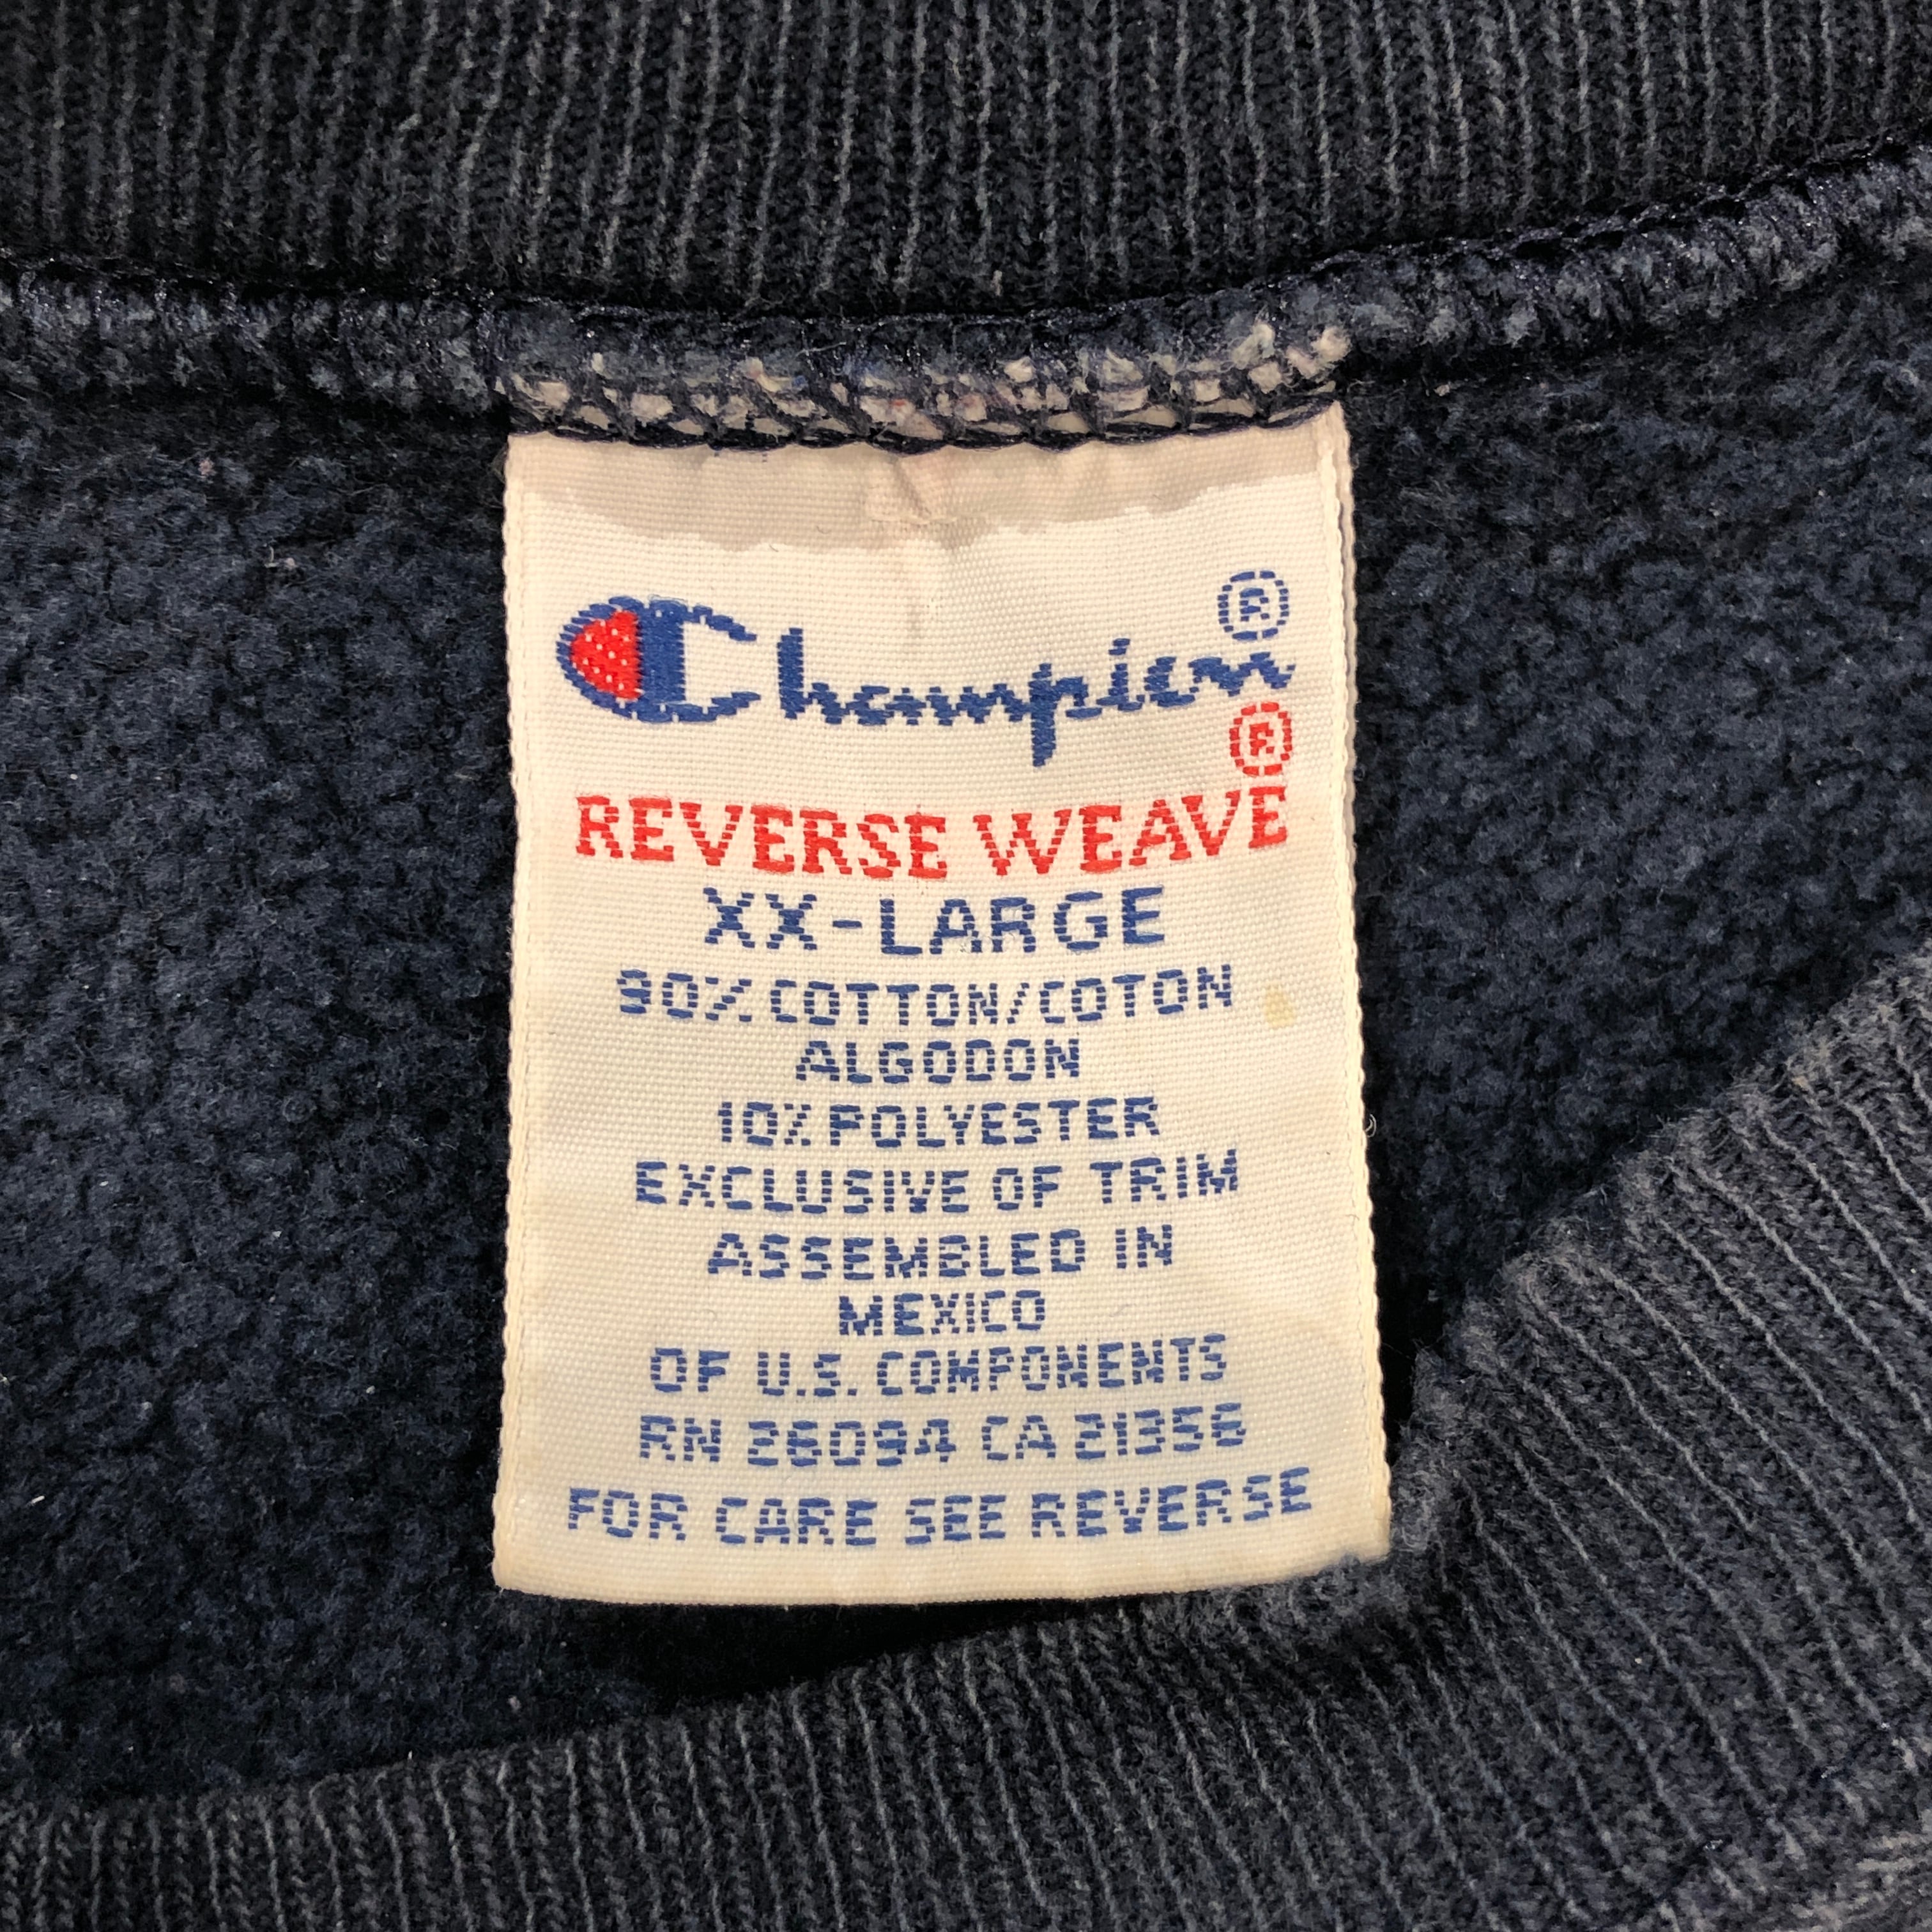 Champion®
®
REVERSE WEAVE
XX-LARGE
90% COTTON/COTON
ALGODON
10% POLYESTER
EXCLUSIVE OF TRIM
ASSEMBLED IN
MEXICO
OF U.S. COMPONENTS
RN 26094 CA 21356
FOR CARE SEE REVERSE